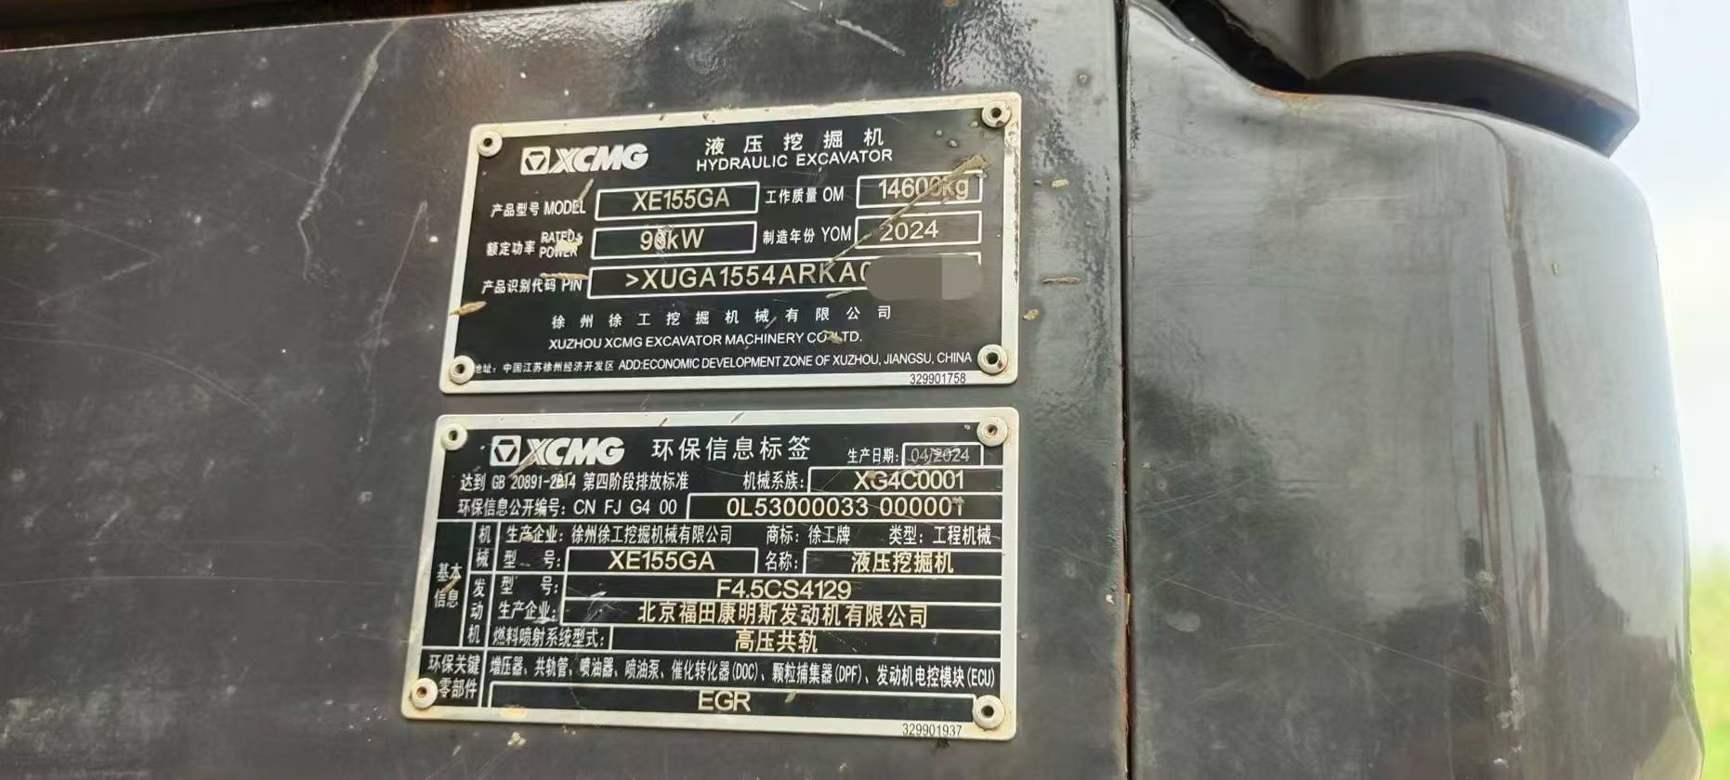 XCMG 液压挖掘机
HYDRAULIC EXCAVATOR
产品型号 MODEL XE155GA 工作质量 OM 14600kg
额定功率 RATED POWER 90kW 制造年份 YOM 2024
产品识别代码 PIN >XUGA1554ARKA0
徐州徐工挖掘机械有限公司
XUZHOU XCMG EXCAVATOR MACHINERY CO., LTD.
地址: 中国江苏徐州经济开发区 ADD:ECONOMIC DEVELOPMENT ZONE OF XUZHOU, JIANGSU, CHINA
329901758
XCMG 环保信息标签 生产日期: 04/2024
达到 GB 20891-2014 第四阶段排放标准 机械系族: XG4C0001
环保信息公开编号: CN FJ G4 00 0L53000033 000001
基本信息
机械
生产企业: 徐州徐工挖掘机械有限公司 商标: 徐工牌 类型: 工程机械
型 号: XE155GA 名称: 液压挖掘机
发动机
型 号: F4.5CS4129
生产企业: 北京福田康明斯发动机有限公司
燃料喷射系统型式: 高压共轨
环保关键零部件
增压器、共轨管、喷油器、喷油泵、催化转化器(DOC)、颗粒捕集器(DPF)、发动机电控模块(ECU)
EGR
329901937